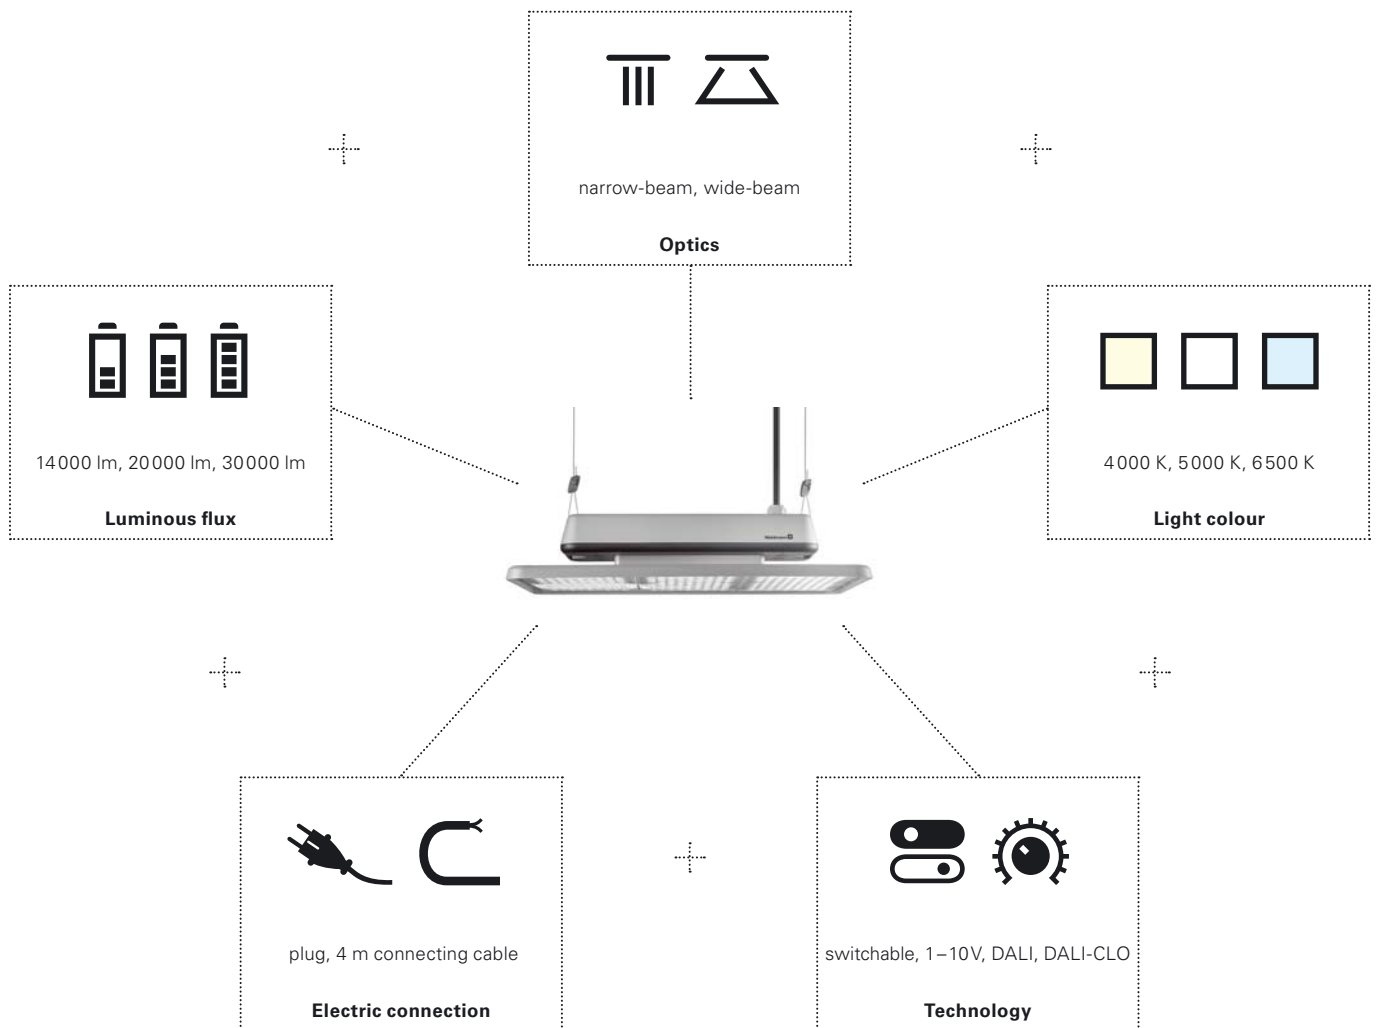 narrow-beam, wide-beam
Optics
14000 lm, 20000 lm, 30000 lm
Luminous flux
4000 K, 5000 K, 6500 K
Light colour
plug, 4 m connecting cable
Electric connection
switchable, 1–10V, DALI, DALI-CLO
Technology